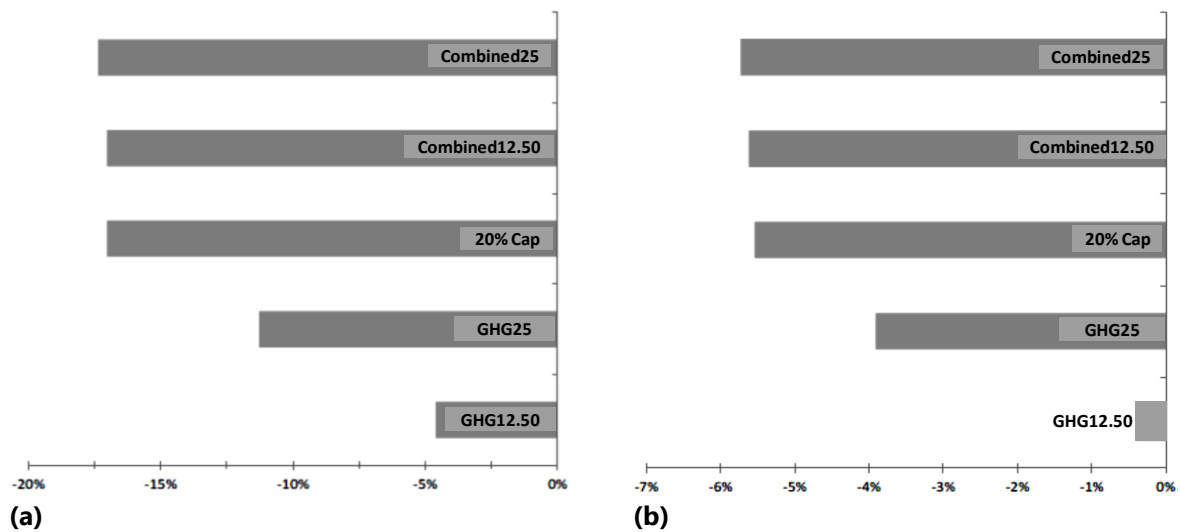 Combined25
Combined12.50
20% Cap
GHG25
GHG12.50
-20% -15% -10% -5% 0%
(a)
Combined25
Combined12.50
20% Cap
GHG25
GHG12.50
-7% -6% -5% -4% -3% -2% -1% 0%
(b)